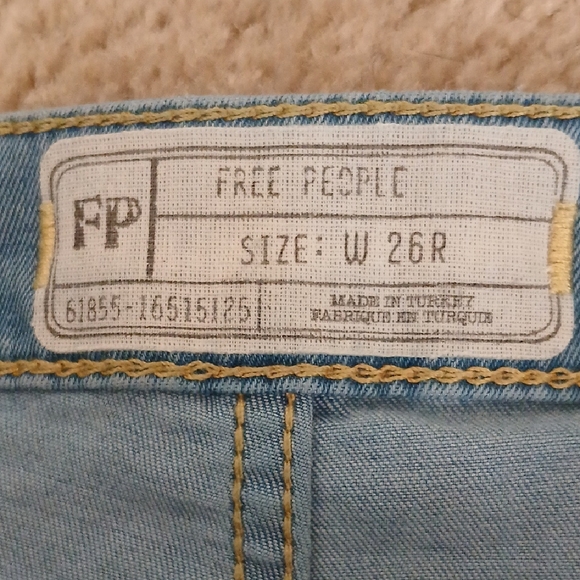 FP
FREE PEOPLE
SIZE: W 26R
61855-16515125
MADE IN TURKEY
FABRIQUE EN TURQUIE